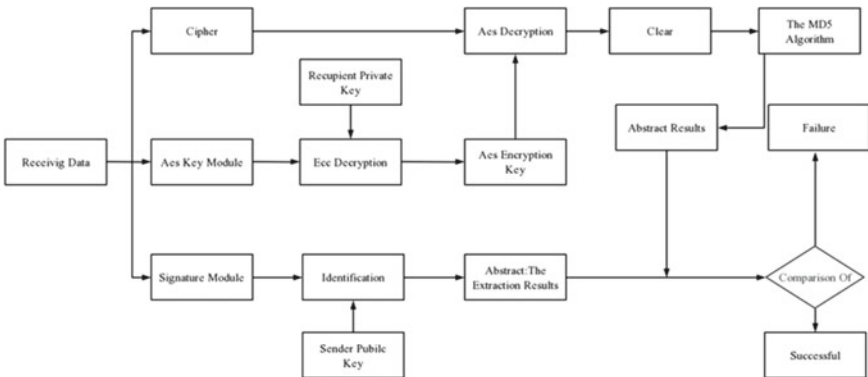 Cipher
Aes Decryption
Clear
The MD5
Algorithm
Recupient Private
Key
Abstract Results
Failure
Receivig Data
Aes Key Module
Ecc Decryption
Aes Encryption
Key
Signature Module
Identification
Abstract:The
Extraction Results
Comparison Of
Sender Pubilc
Key
Successful